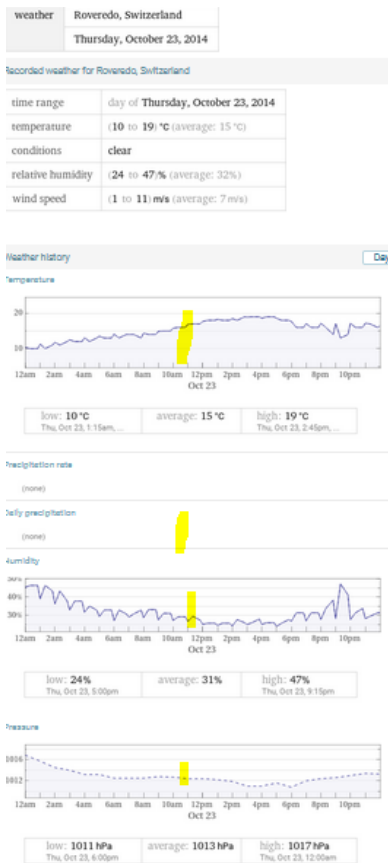 weather Roveredo, Switzerland
Thursday, October 23, 2014
Recorded weather for Roveredo, Switzerland
time range day of Thursday, October 23, 2014
temperature (10 to 19) °C (average: 15 °C)
conditions clear
relative humidity (24 to 47)% (average: 32%)
wind speed (1 to 11) m/s (average: 7 m/s)
Weather history Day
Temperature
20
10
12am 2am 4am 6am 8am 10am 12pm 2pm 4pm 6pm 8pm 10pm
Oct 23
low: 10 °C average: 15 °C high: 19 °C
Thu, Oct 23, 1:15am, ... Thu, Oct 23, 2:45pm, ...
Precipitation rate
(none)
Daily precipitation
(none)
Humidity
50%
40%
30%
12am 2am 4am 6am 8am 10am 12pm 2pm 4pm 6pm 8pm 10pm
Oct 23
low: 24% average: 31% high: 47%
Thu, Oct 23, 5:00pm Thu, Oct 23, 9:15pm
Pressure
1016
1012
12am 2am 4am 6am 8am 10am 12pm 2pm 4pm 6pm 8pm 10pm
Oct 23
low: 1011 hPa average: 1013 hPa high: 1017 hPa
Thu, Oct 23, 6:00pm Thu, Oct 23, 12:00am